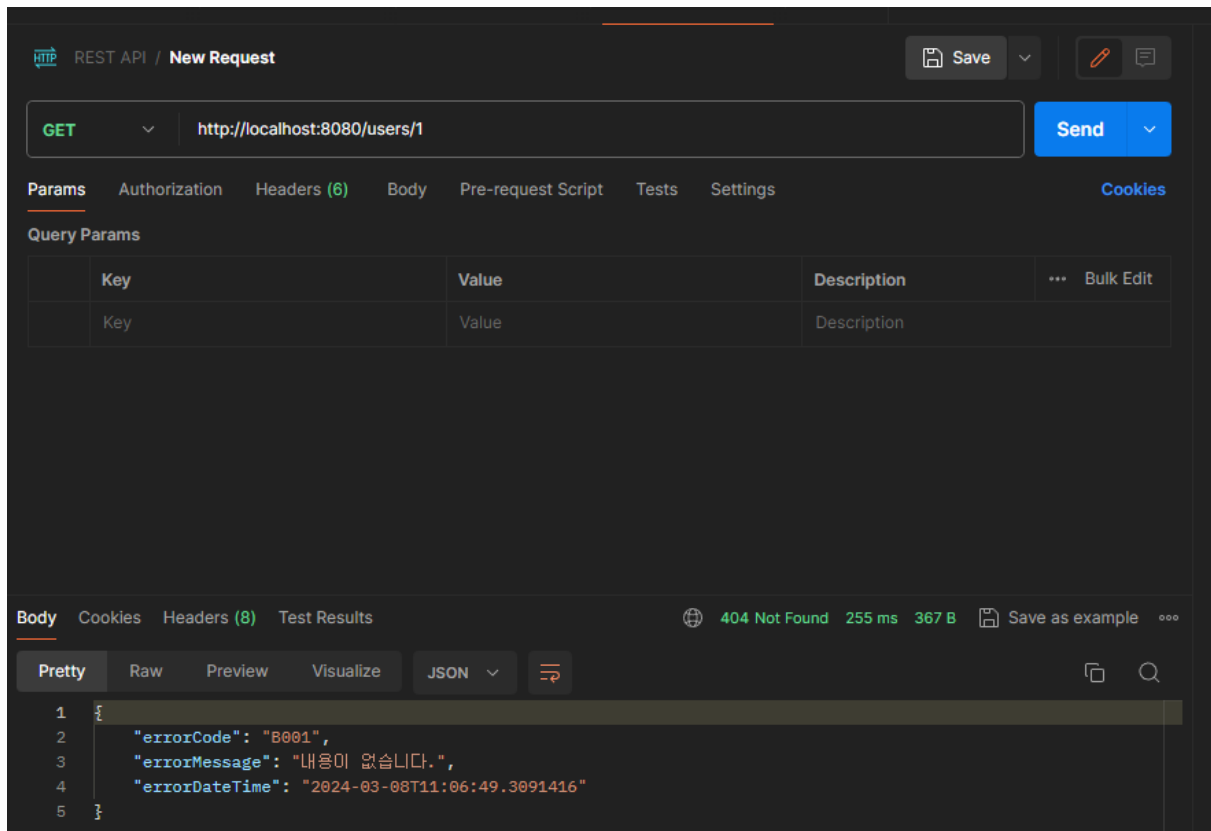 HTTP REST API / New Request Save
GET http://localhost:8080/users/1 Send
Params Authorization Headers (6) Body Pre-request Script Tests Settings Cookies
Query Params
Key Value Description ••• Bulk Edit
Key Value Description
Body Cookies Headers (8) Test Results 404 Not Found 255 ms 367 B Save as example ooo
Pretty Raw Preview Visualize JSON
1 {
2 "errorCode": "B001",
3 "errorMessage": "내용이 없습니다.",
4 "errorDateTime": "2024-03-08T11:06:49.3091416"
5 }